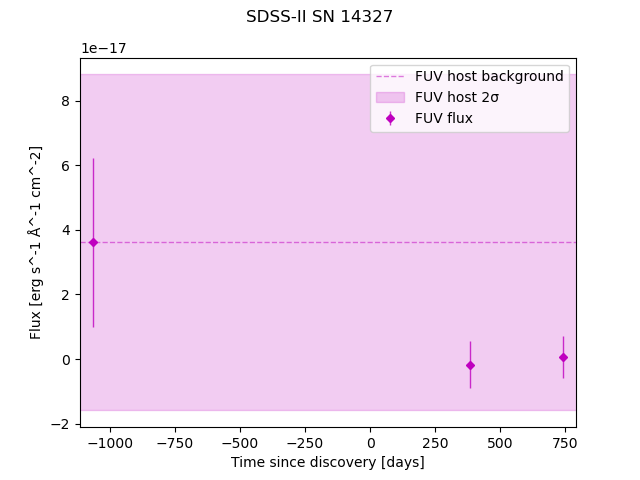 SDSS-II SN 14327
1e−17
FUV host background
FUV host 2σ
FUV flux
8
6
4
2
0
−2
Flux [erg s^-1 Å^-1 cm^-2]
−1000 −750 −500 −250 0 250 500 750
Time since discovery [days]